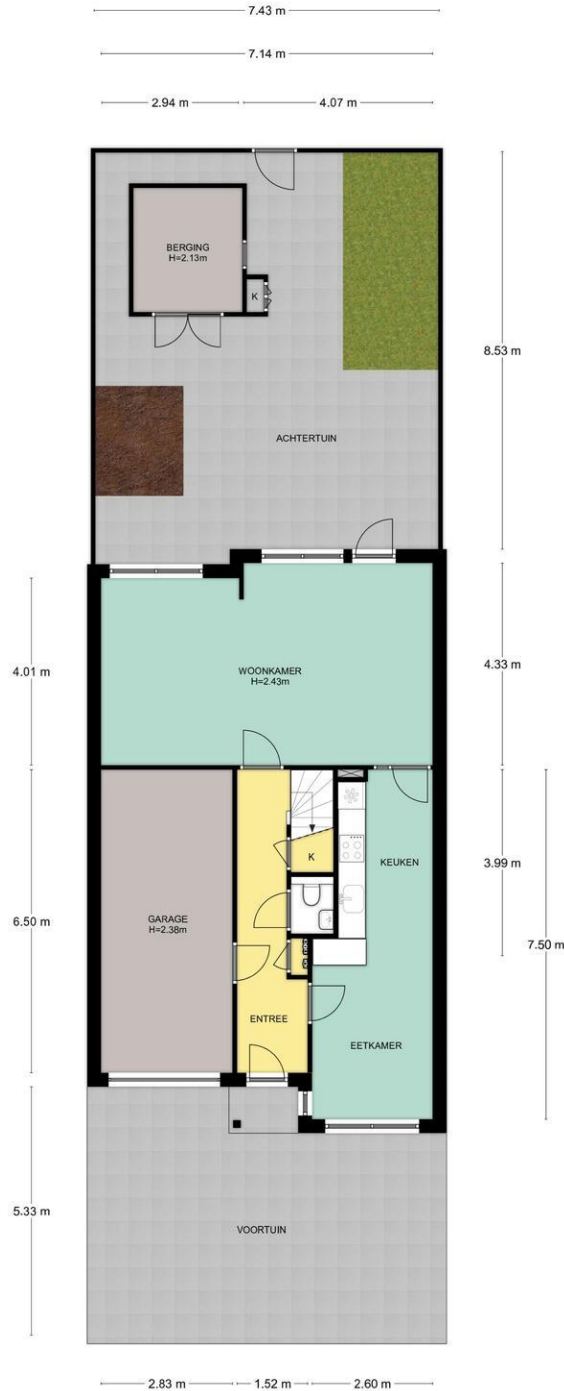 7.43 m
7.14 m
2.94 m 4.07 m
BERGING
H=2.13m
K
8.53 m
ACHTERTUIN
4.01 m
WOONKAMER
H=2.43m
4.33 m
K
KEUKEN
3.99 m
6.50 m
GARAGE
H=2.38m
7.50 m
ENTREE
EETKAMER
5.33 m
VOORTUIN
2.83 m 1.52 m 2.60 m